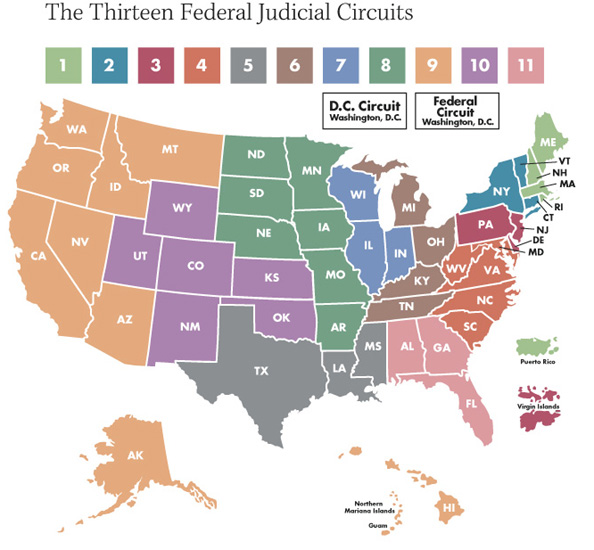 The Thirteen Federal Judicial Circuits
1 2 3 4 5 6 7 8 9 10 11
D.C. Circuit
Washington, D.C.
Federal
Circuit
Washington, D.C.
WA
MT
ND
MN
ME
VT
NH
MA
OR
ID
SD
WI
MI
NY
RI
CT
WY
NE
IA
PA
NJ
DE
MD
NV
UT
CO
IL
IN
OH
WV
VA
CA
KS
MO
KY
NC
AZ
NM
OK
AR
TN
SC
TX
LA
MS
AL
GA
FL
Puerto Rico
Virgin Islands
AK
HI
Northern
Mariana Islands
Guam